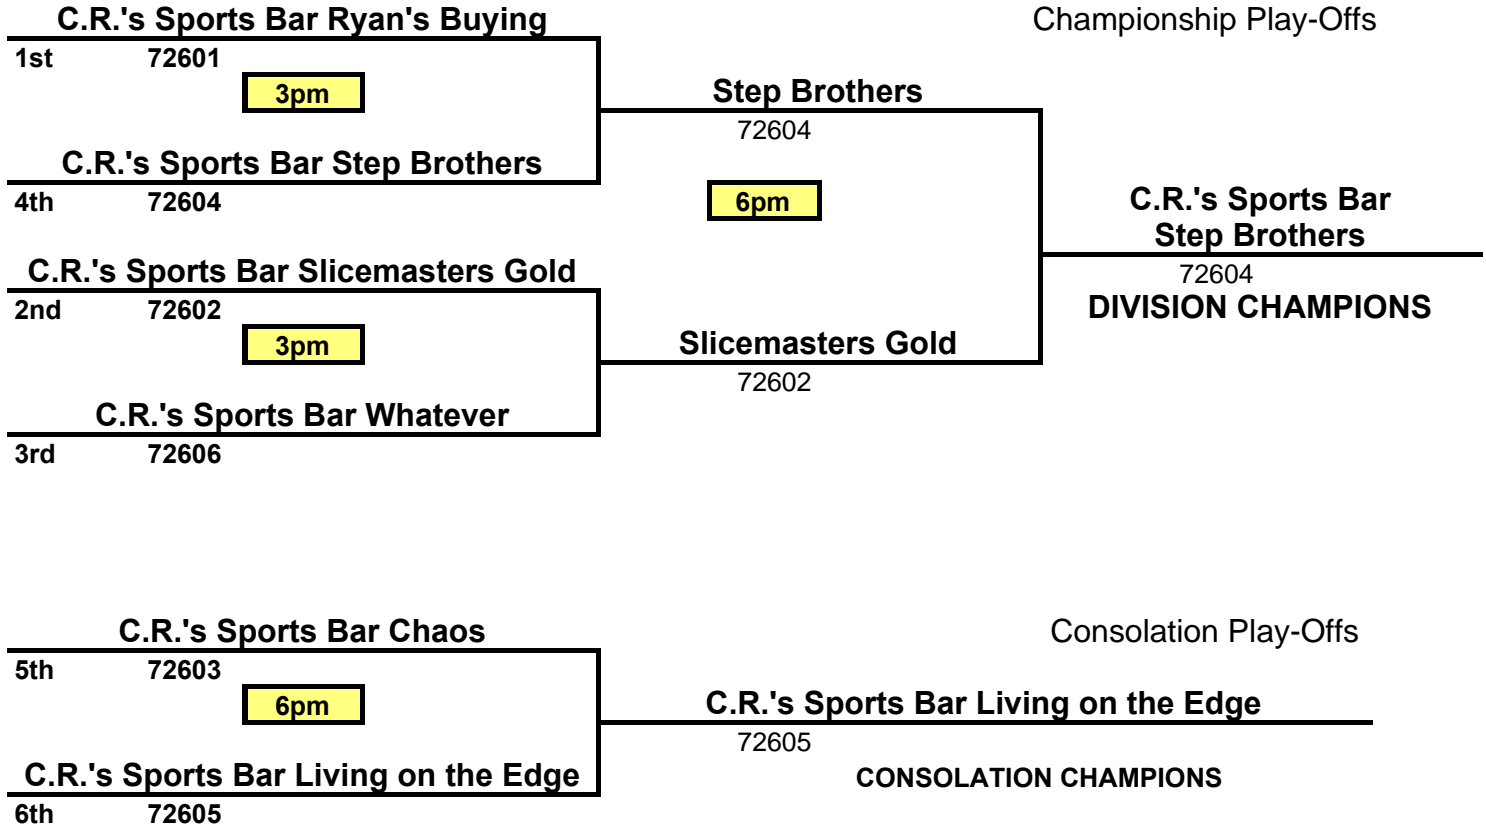 C.R.'s Sports Bar Ryan's Buying
Championship Play-Offs
1st 72601
3pm
Step Brothers
72604
C.R.'s Sports Bar Step Brothers
4th 72604
6pm
C.R.'s Sports Bar
Step Brothers
72604
DIVISION CHAMPIONS
C.R.'s Sports Bar Slicemasters Gold
2nd 72602
3pm
Slicemasters Gold
72602
C.R.'s Sports Bar Whatever
3rd 72606
C.R.'s Sports Bar Chaos
Consolation Play-Offs
5th 72603
6pm
C.R.'s Sports Bar Living on the Edge
72605
C.R.'s Sports Bar Living on the Edge
CONSOLATION CHAMPIONS
6th 72605